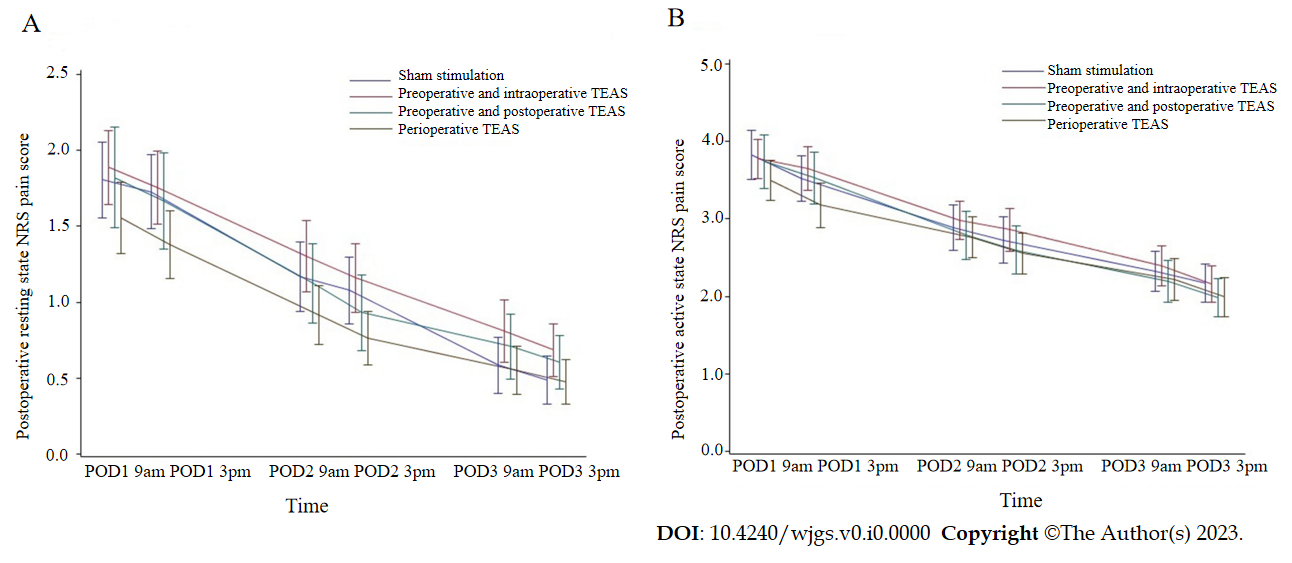 A
Postoperative resting state NRS pain score
2.5
2.0
1.5
1.0
0.5
0.0
Sham stimulation
Preoperative and intraoperative TEAS
Preoperative and postoperative TEAS
Perioperative TEAS
POD1 9am POD1 3pm POD2 9am POD2 3pm POD3 9am POD3 3pm
Time
B
Postoperative active state NRS pain score
5.0
4.0
3.0
2.0
1.0
0.0
Sham stimulation
Preoperative and intraoperative TEAS
Preoperative and postoperative TEAS
Perioperative TEAS
POD1 9am POD1 3pm POD2 9am POD2 3pm POD3 9am POD3 3pm
Time
DOI: 10.4240/wjgs.v0.i0.0000 Copyright ©The Author(s) 2023.